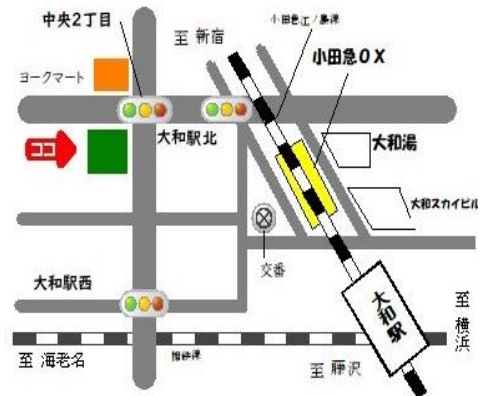 中央2丁目
至 新宿
小田急江ノ島線
小田急OX
ヨークマート
ココ
大和駅北
大和湯
大和スカイビル
交番
大和駅西
大和駅
至 横浜
至 海老名
相鉄線
至 藤沢